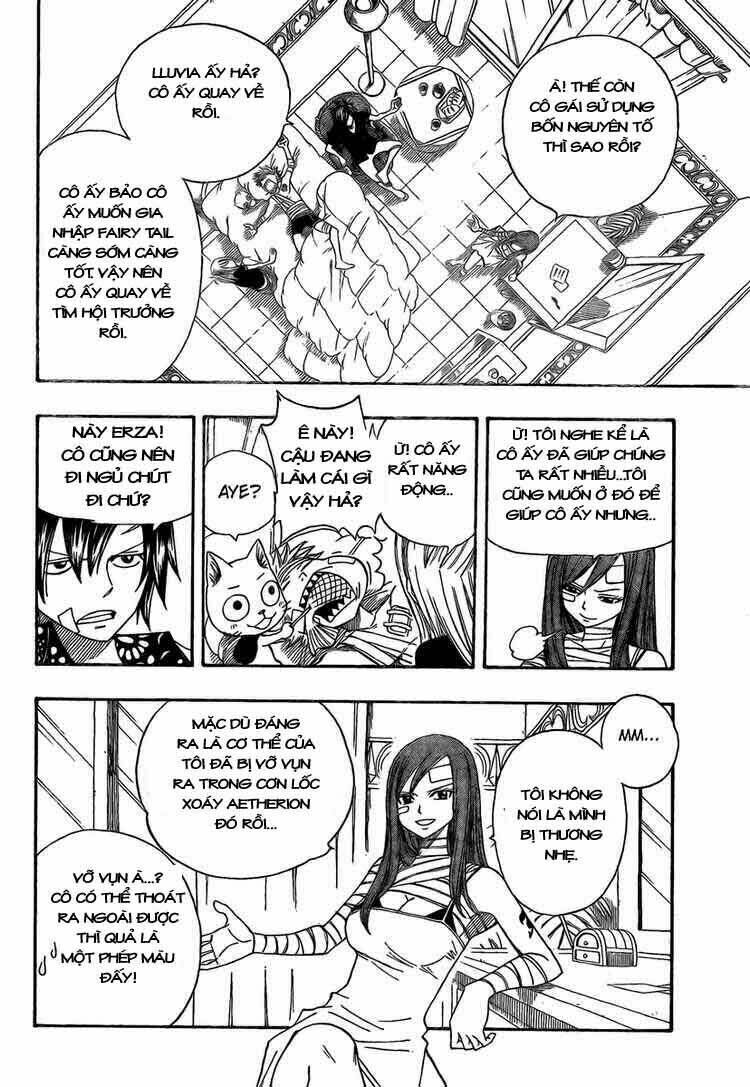 À! THẾ CÒN
CÔ GÁI SỬ DỤNG
BỐN NGUYÊN TỐ
THÌ SAO RỒI?
LLUVIA ẤY HẢ?
CÔ ẤY QUAY VỀ
RỒI.
CÔ ẤY BẢO CÔ
ẤY MUỐN GIA
NHẬP FAIRY TAIL
CÀNG SỚM CÀNG
TỐT. VẬY NÊN
CÔ ẤY QUAY VỀ
TÌM HỘI TRƯỞNG
RỒI.
Ừ! TÔI NGHE KỂ LÀ
CÔ ẤY ĐÃ GIÚP CHÚNG
TA RẤT NHIỀU...TÔI
CŨNG MUỐN Ở ĐÓ ĐỂ
GIÚP CÔ ẤY NHƯNG..
Ừ! CÔ ẤY
RẤT NĂNG
ĐỘNG..
Ê NÀY!
CẬU ĐANG
LÀM CÁI GÌ
VẬY HẢ?
AYE?
NÀY ERZA!
CÔ CŨNG NÊN
ĐI NGỦ CHÚT
ĐI CHỨ?
MM...
TÔI KHÔNG
NÓI LÀ MÌNH
BỊ THƯƠNG
NHẸ.
MẶC DÙ ĐÁNG
RA LÀ CƠ THỂ CỦA
TÔI ĐÃ BỊ VỠ VỤN
RA TRONG CƠN LỐC
XOÁY AETHERION
ĐÓ RỒI...
VỠ VỤN À...?
CÔ CÓ THỂ THOÁT
RA NGOÀI ĐƯỢC
THÌ QUẢ LÀ
MỘT PHÉP MÀU
ĐẤY!